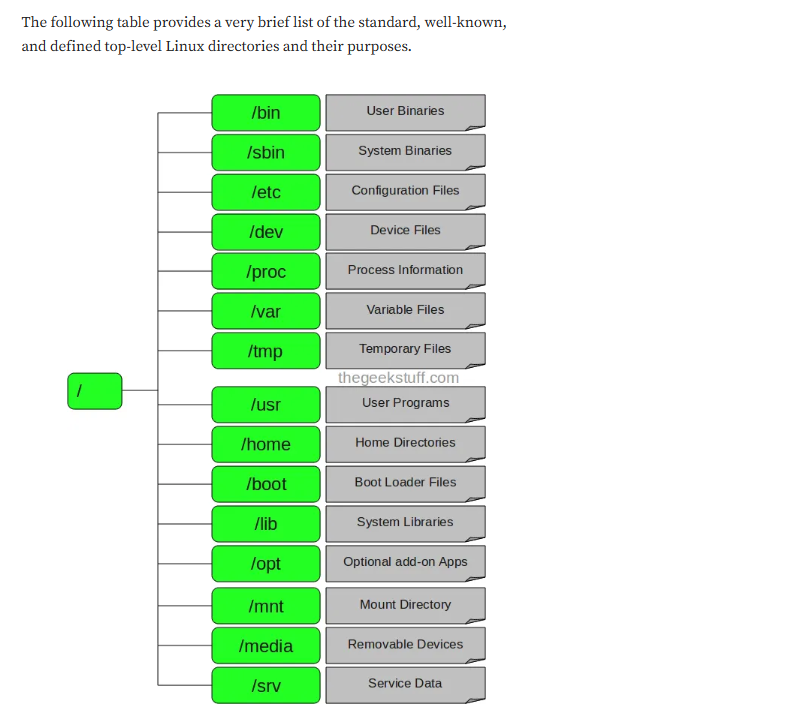 The following table provides a very brief list of the standard, well-known,
and defined top-level Linux directories and their purposes.
/bin User Binaries
/sbin System Binaries
/etc Configuration Files
/dev Device Files
/proc Process Information
/var Variable Files
/tmp Temporary Files
thegeekstuff.com
/
/usr User Programs
/home Home Directories
/boot Boot Loader Files
/lib System Libraries
/opt Optional add-on Apps
/mnt Mount Directory
/media Removable Devices
/srv Service Data